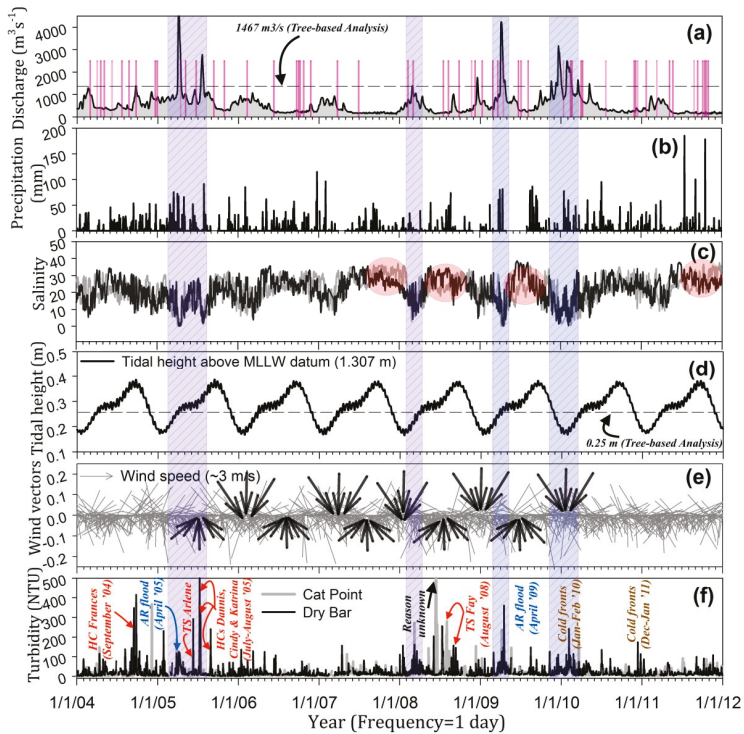 (a)
1467 m3/s (Tree-based Analysis)
Discharge (m³ s⁻¹)
4000
3000
2000
1000
0
(b)
Precipitation (mm)
200
150
100
50
0
(c)
Salinity
50
40
30
20
10
0
(d)
Tidal height above MLLW datum (1.307 m)
0.25 m (Tree-based Analysis)
Tidal height (m)
0.5
0.4
0.3
0.2
0.1
(e)
Wind speed (~3 m/s)
Wind vectors
0.2
0.1
0.0
-0.1
-0.2
(f)
Turbidity (NTU)
500
400
300
200
100
0
HC Frances (September '04)
AR flood (April '05)
TS Arlene
HCs Dannis, Cindy & Katrina (July-August '05)
Cat Point
Dry Bar
Reason unknown
TS Fay (August '08)
AR flood (April '09)
Cold fronts (Jan-Feb '10)
Cold fronts (Dec-Jan '11)
1/1/04 1/1/05 1/1/06 1/1/07 1/1/08 1/1/09 1/1/10 1/1/11 1/1/12
Year (Frequency=1 day)